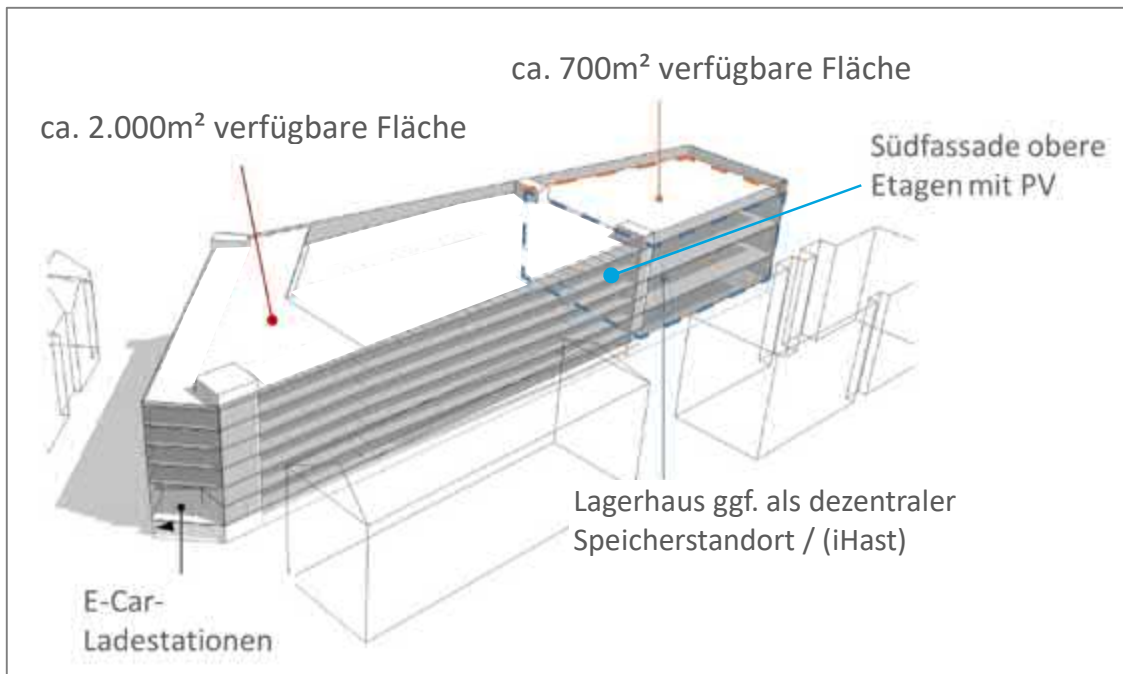 ca. 700m² verfügbare Fläche
ca. 2.000m² verfügbare Fläche
Südfassade obere
Etagen mit PV
Lagerhaus ggf. als dezentraler
Speicherstandort / (iHast)
E-Car-
Ladestationen